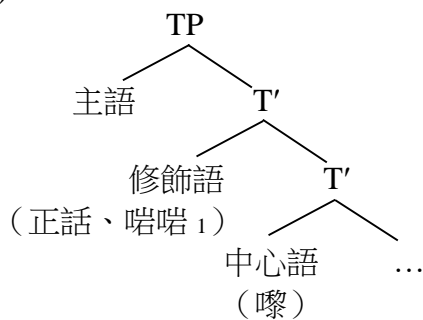 )
TP
主語 T′
修飾語 T′
（正話、啱啱 1）
中心語 …
（嚟）